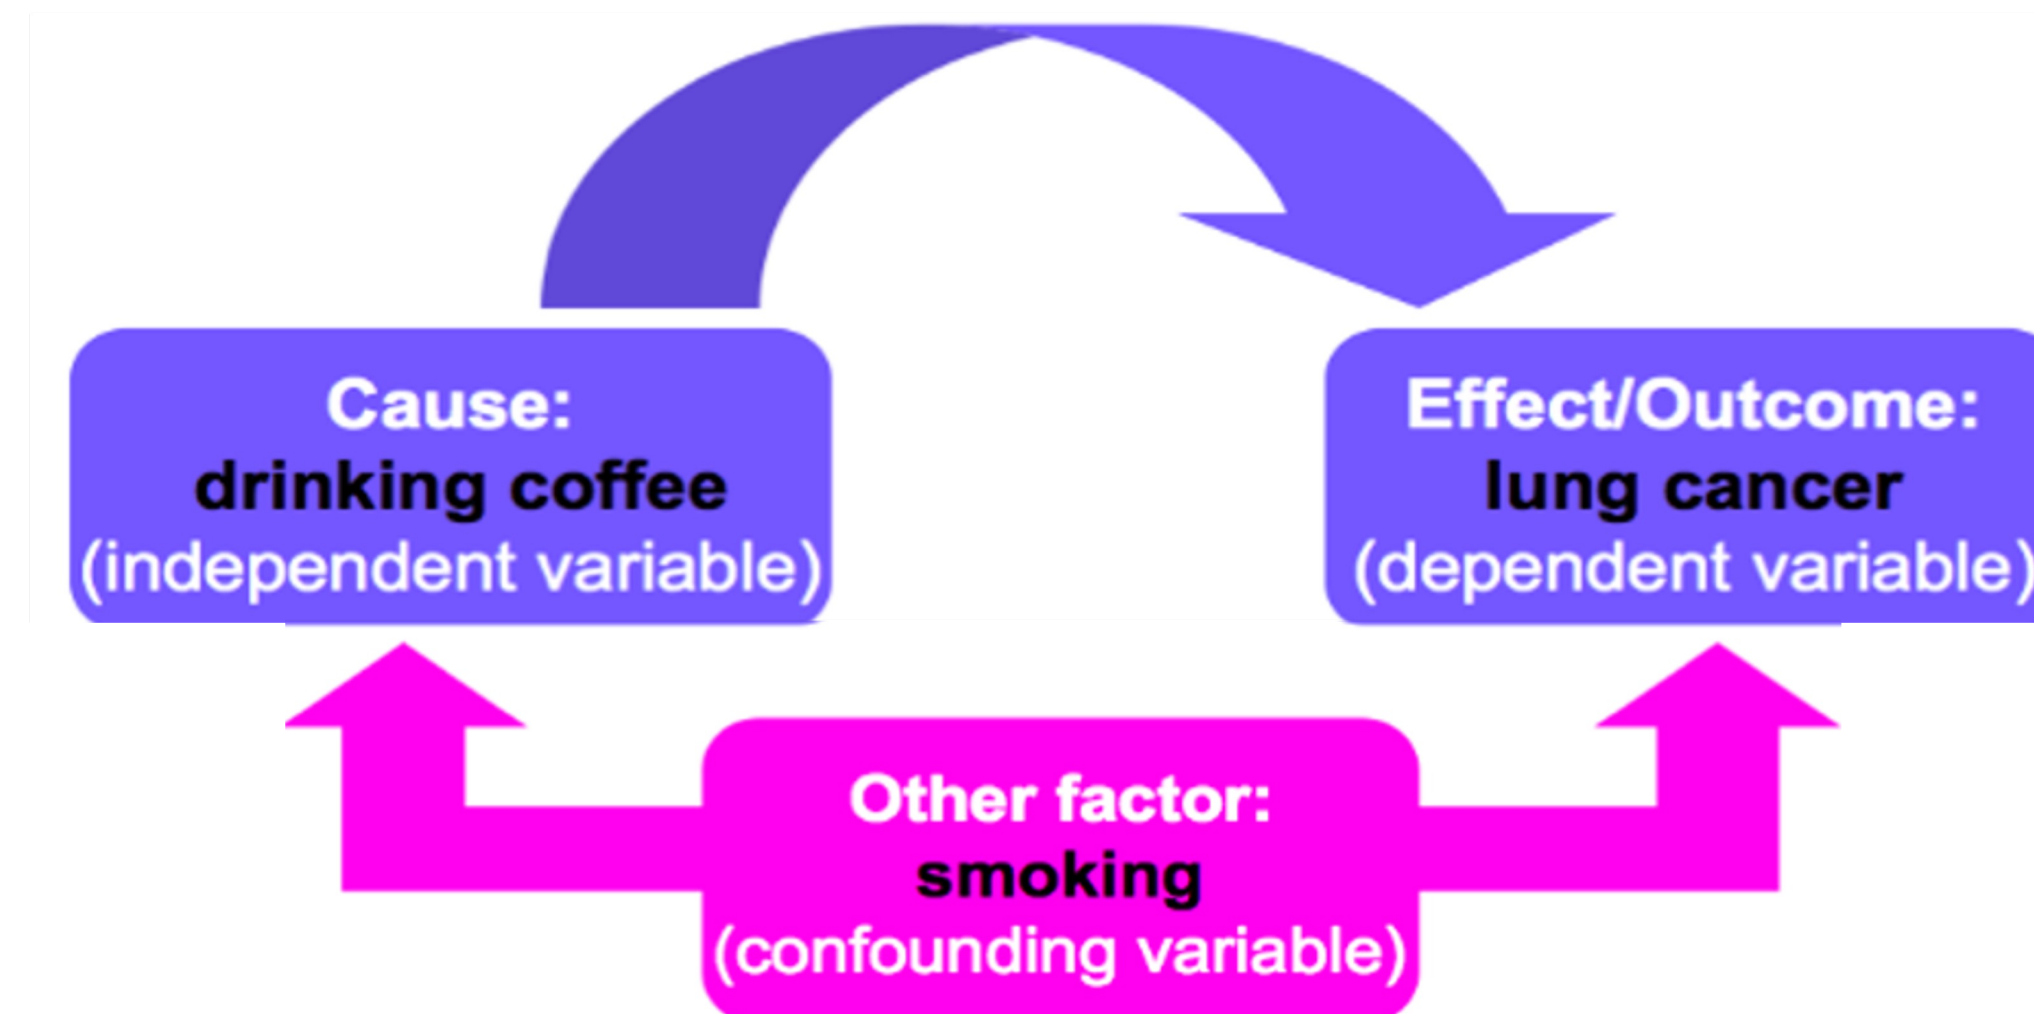 Cause:
drinking coffee
(independent variable)
Effect/Outcome:
lung cancer
(dependent variable)
Other factor:
smoking
(confounding variable)